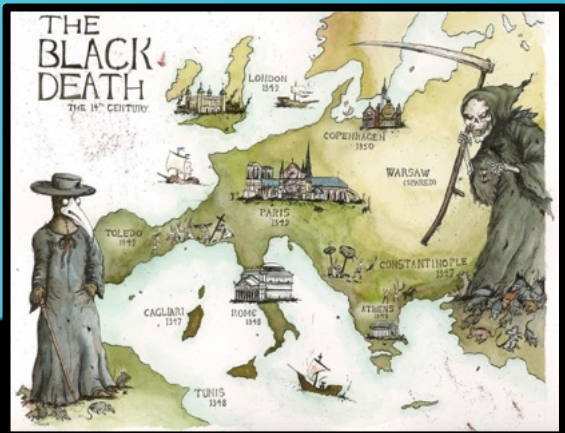 THE
BLACK
DEATH
THE 14TH CENTURY
LONDON
1349
COPENHAGEN
1350
WARSAW
(SPARED)
PARIS
1349
TOLEDO
1349
CONSTANTINOPLE
1347
CAGLIARI
1347
ROME
1348
ATHENS
1348
TUNIS
1348